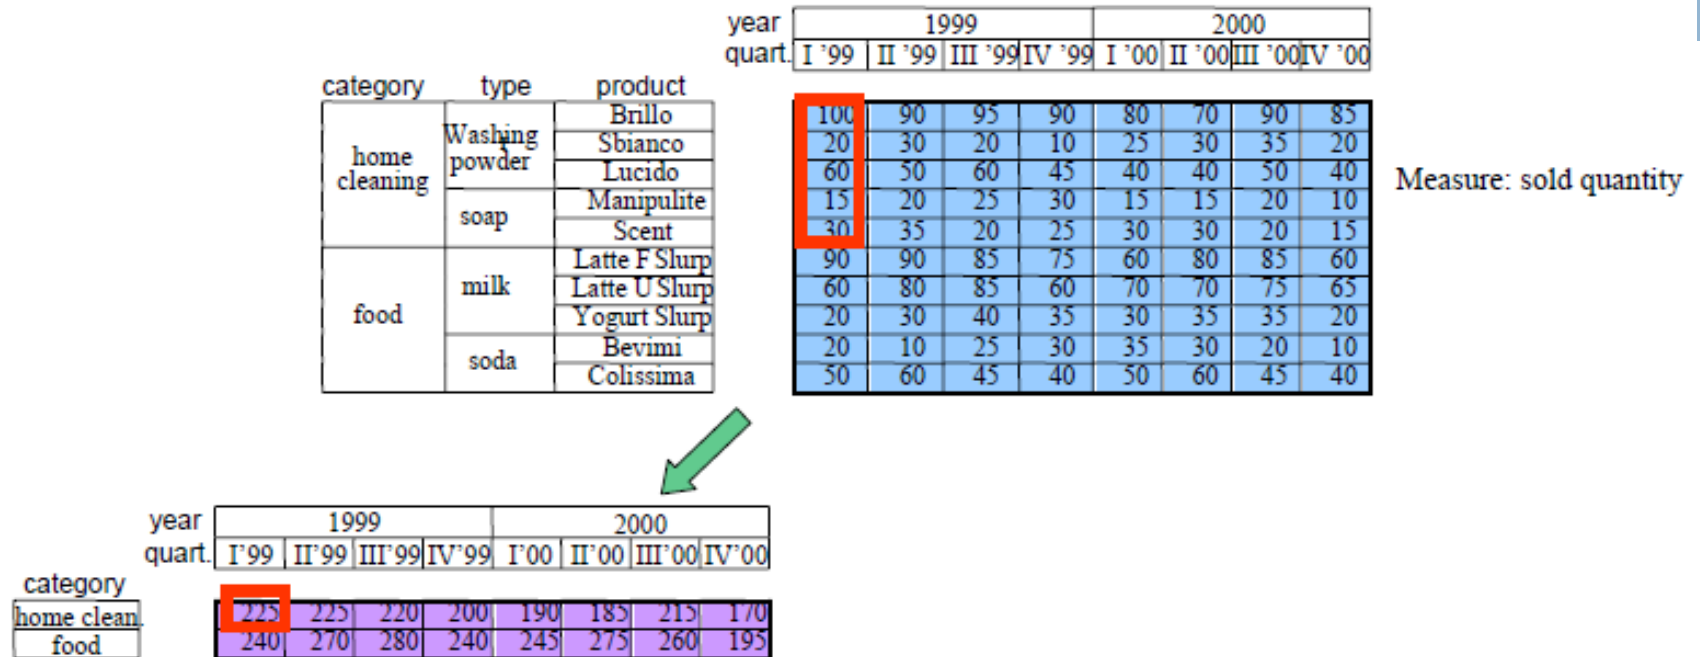 year 1999 2000
quart. I '99 II '99 III '99 IV '99 I '00 II '00 III '00 IV '00
category type product
home cleaning Washing powder Brillo 100 90 95 90 80 70 90 85
Sbianco 20 30 20 10 25 30 35 20
Lucido 60 50 60 45 40 40 50 40
Measure: sold quantity
soap Manipulite 15 20 25 30 15 15 20 10
Scent 30 35 20 25 30 30 20 15
food milk Latte F Slurp 90 90 85 75 60 80 85 60
Latte U Slurp 60 80 85 60 70 70 75 65
Yogurt Slurp 20 30 40 35 30 35 35 20
soda Bevimi 20 10 25 30 35 30 20 10
Colissima 50 60 45 40 50 60 45 40
year 1999 2000
quart. I'99 II'99 III'99 IV'99 I'00 II'00 III'00 IV'00
category
home clean. 225 225 220 200 190 185 215 170
food 240 270 280 240 245 275 260 195